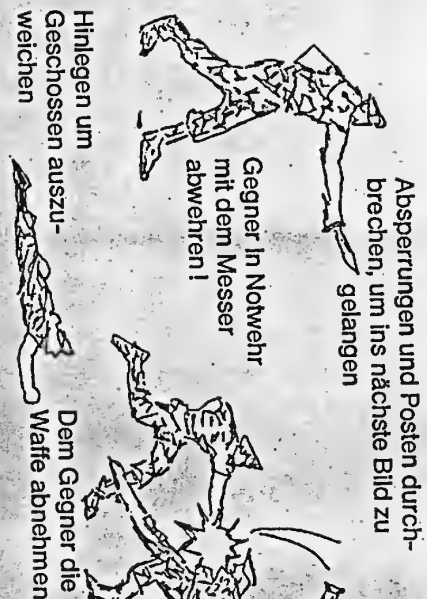 Absperrungen und Posten durch-
brechen, um ins nächste Bild zu
gelangen
Gegner in Notwehr
mit dem Messer
abwehren!
Hinlegen um
Geschossen auszu-
weichen
Dem Gegner die
Waffe abnehmen